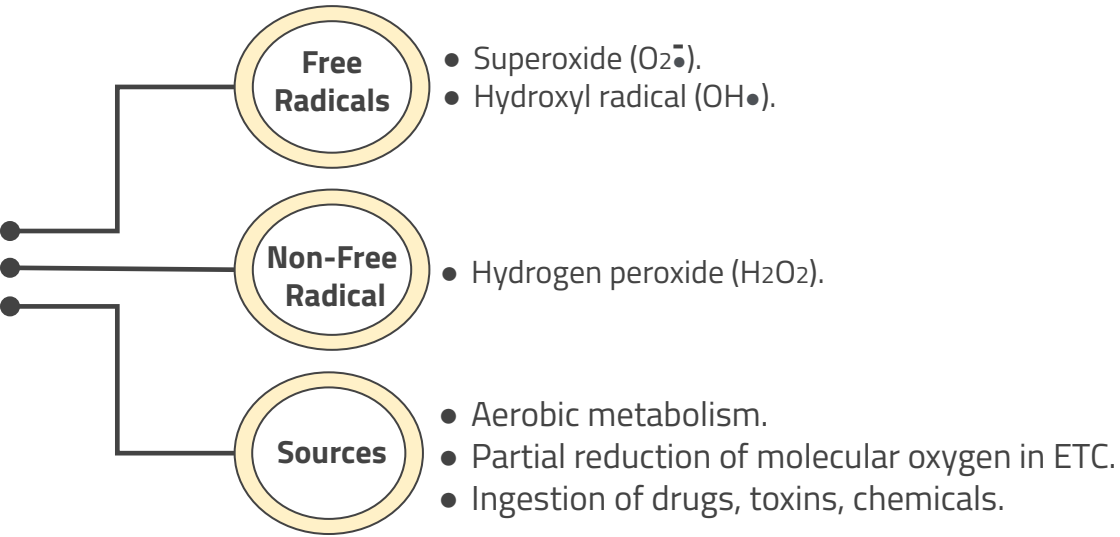 Free
Radicals
● Superoxide (O2•̄).
● Hydroxyl radical (OH•).
Non-Free
Radical
● Hydrogen peroxide (H2O2).
Sources
● Aerobic metabolism.
● Partial reduction of molecular oxygen in ETC.
● Ingestion of drugs, toxins, chemicals.